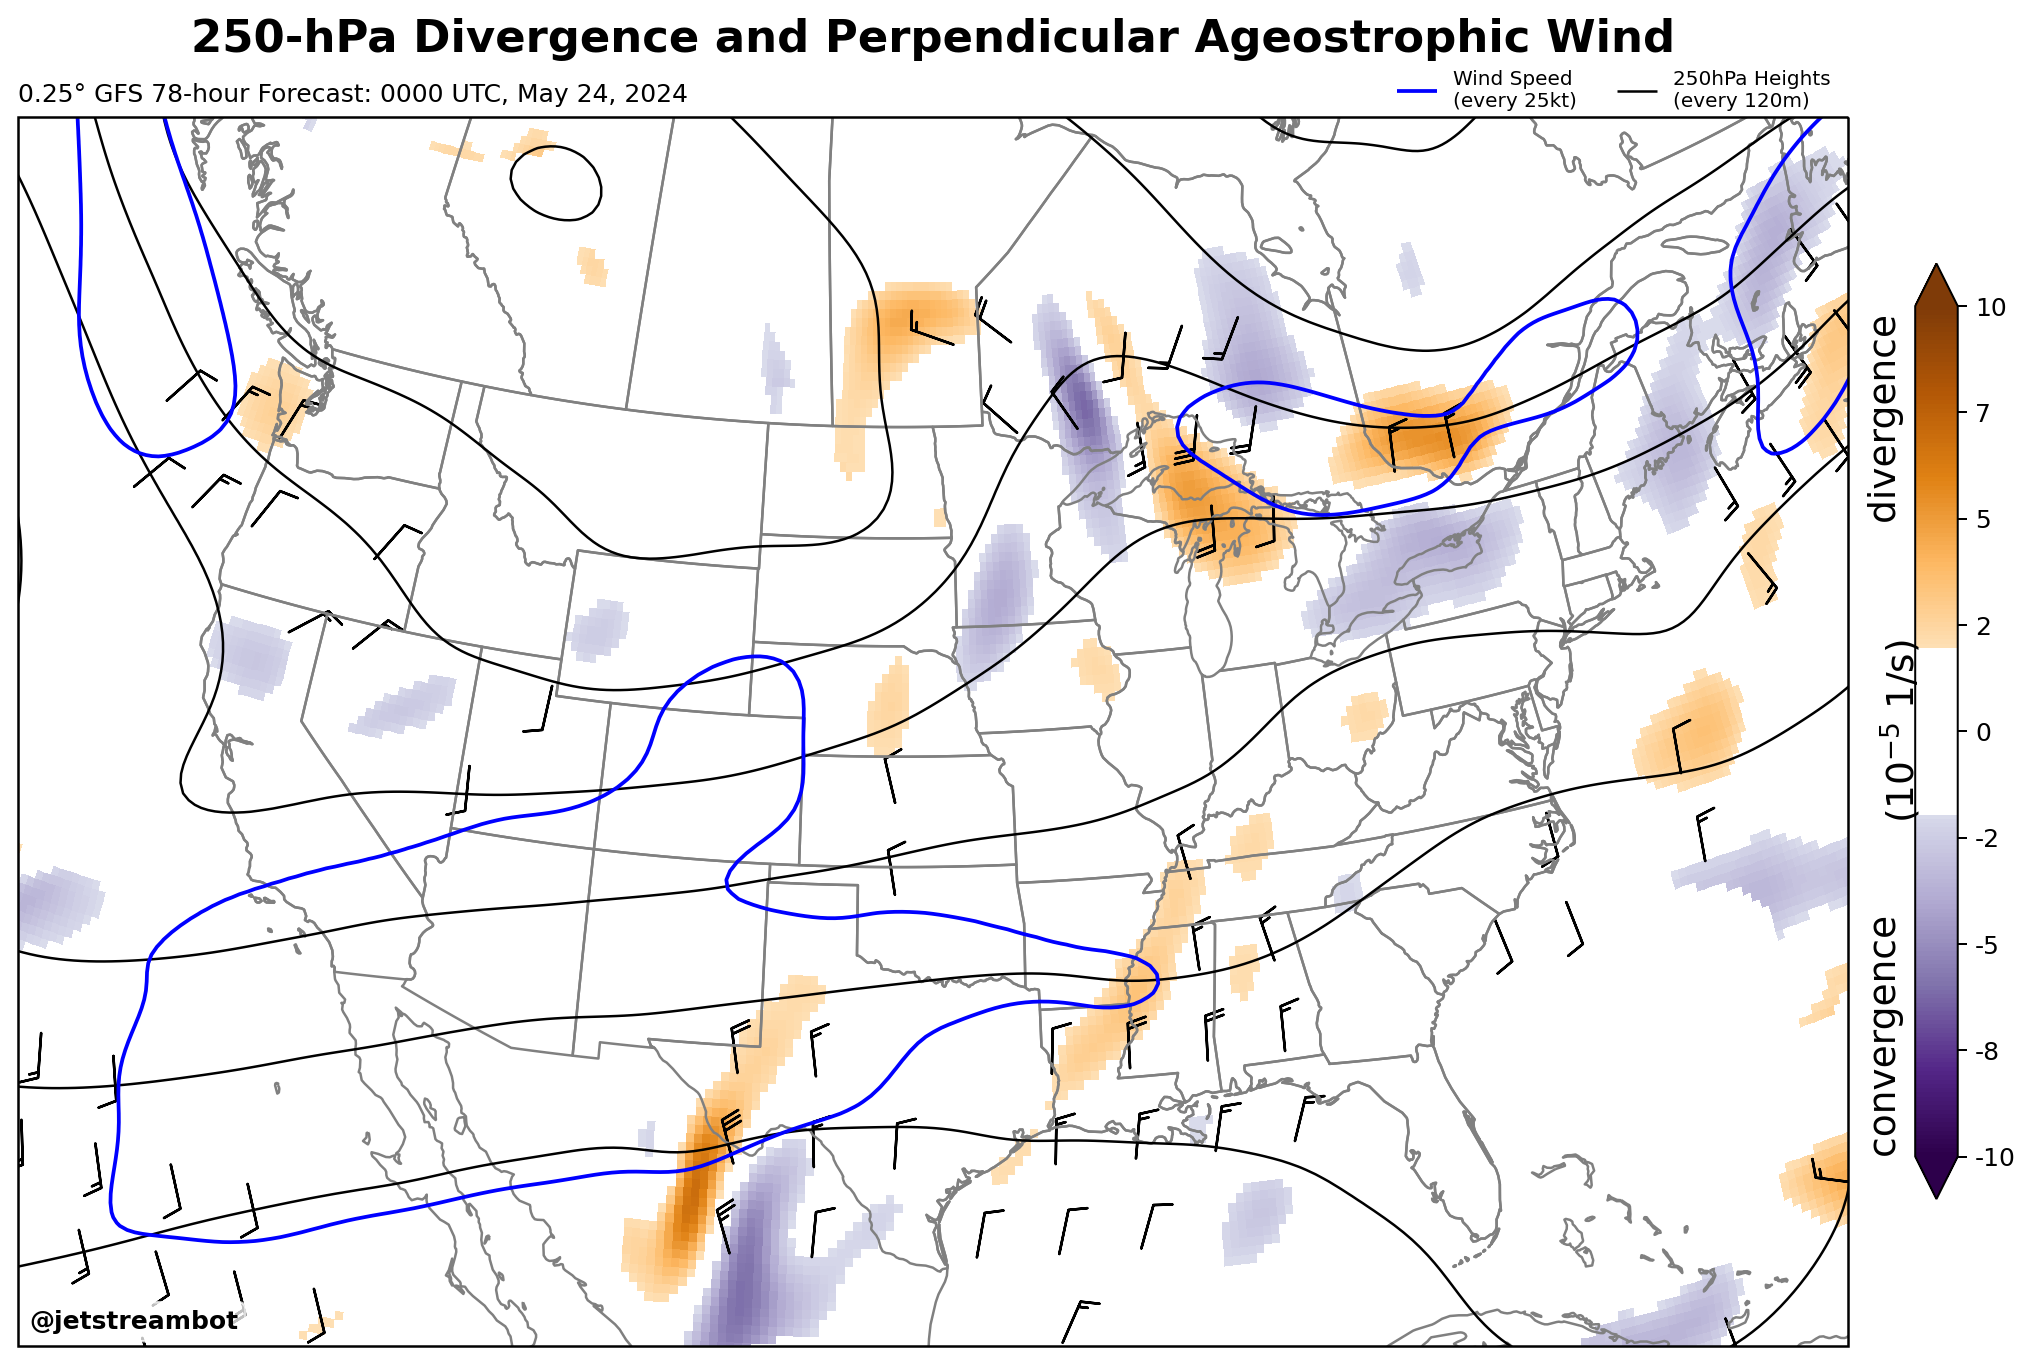 250-hPa Divergence and Perpendicular Ageostrophic Wind
0.25° GFS 78-hour Forecast: 0000 UTC, May 24, 2024
Wind Speed
(every 25kt)
250hPa Heights
(every 120m)
10
7
5
2
0
-2
-5
-8
-10
divergence
(10⁻⁵ 1/s)
convergence
@jetstreambot